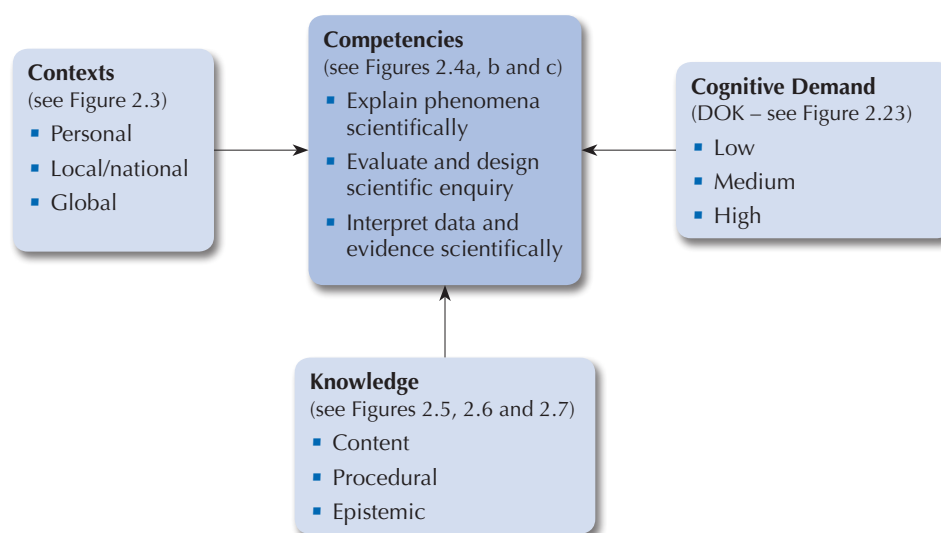 Contexts
(see Figure 2.3)
▪ Personal
▪ Local/national
▪ Global
Competencies
(see Figures 2.4a, b and c)
▪ Explain phenomena
scientifically
▪ Evaluate and design
scientific enquiry
▪ Interpret data and
evidence scientifically
Cognitive Demand
(DOK – see Figure 2.23)
▪ Low
▪ Medium
▪ High
Knowledge
(see Figures 2.5, 2.6 and 2.7)
▪ Content
▪ Procedural
▪ Epistemic